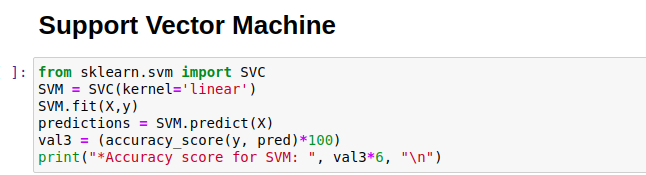 Support Vector Machine
]: from sklearn.svm import SVC
SVM = SVC(kernel='linear')
SVM.fit(X,y)
predictions = SVM.predict(X)
val3 = (accuracy_score(y, pred)*100)
print("*Accuracy score for SVM: ", val3*6, "\n")